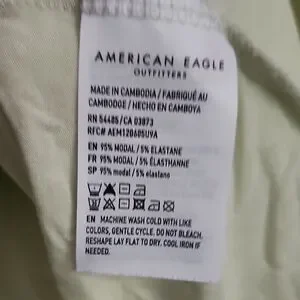 AMERICAN EAGLE
OUTFITTERS
MADE IN CAMBODIA / FABRIQUÉ AU
CAMBODGE / HECHO EN CAMBOYA
RN 54485/CA 03873
RFC# AEM120605UYA
EN 95% MODAL / 5% ELASTANE
FR 95% MODAL / 5% ÉLASTHANNE
SP 95% modal / 5% elastano
EN MACHINE WASH COLD WITH LIKE
COLORS, GENTLE CYCLE. DO NOT BLEACH.
RESHAPE LAY FLAT TO DRY. COOL IRON IF
NEEDED.